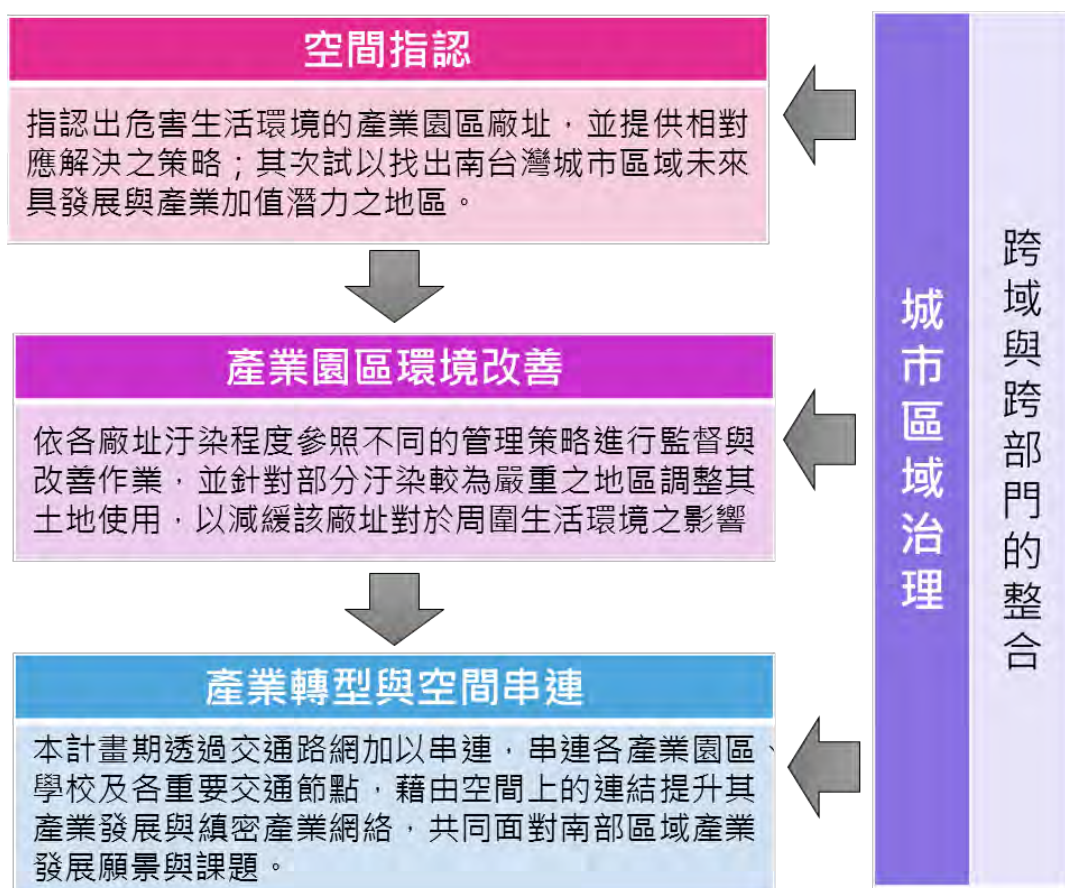 空間指認
指認出危害生活環境的產業園區廠址，並提供相對
應解決之策略；其次試以找出南台灣城市區域未來
具發展與產業加值潛力之地區。
產業園區環境改善
依各廠址汙染程度參照不同的管理策略進行監督與
改善作業，並針對部分汙染較為嚴重之地區調整其
土地使用，以減緩該廠址對於周圍生活環境之影響
產業轉型與空間串連
本計畫期透過交通路網加以串連，串連各產業園區、
學校及各重要交通節點，藉由空間上的連結提升其
產業發展與縝密產業網絡，共同面對南部區域產業
發展願景與課題。
城市區域治理
跨域與跨部門的整合